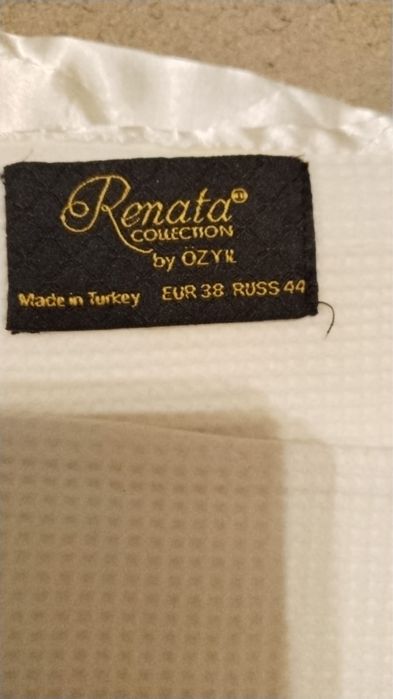 Renata®
COLLECTION
by ÖZYIL
Made in Turkey EUR 38 RUSS 44